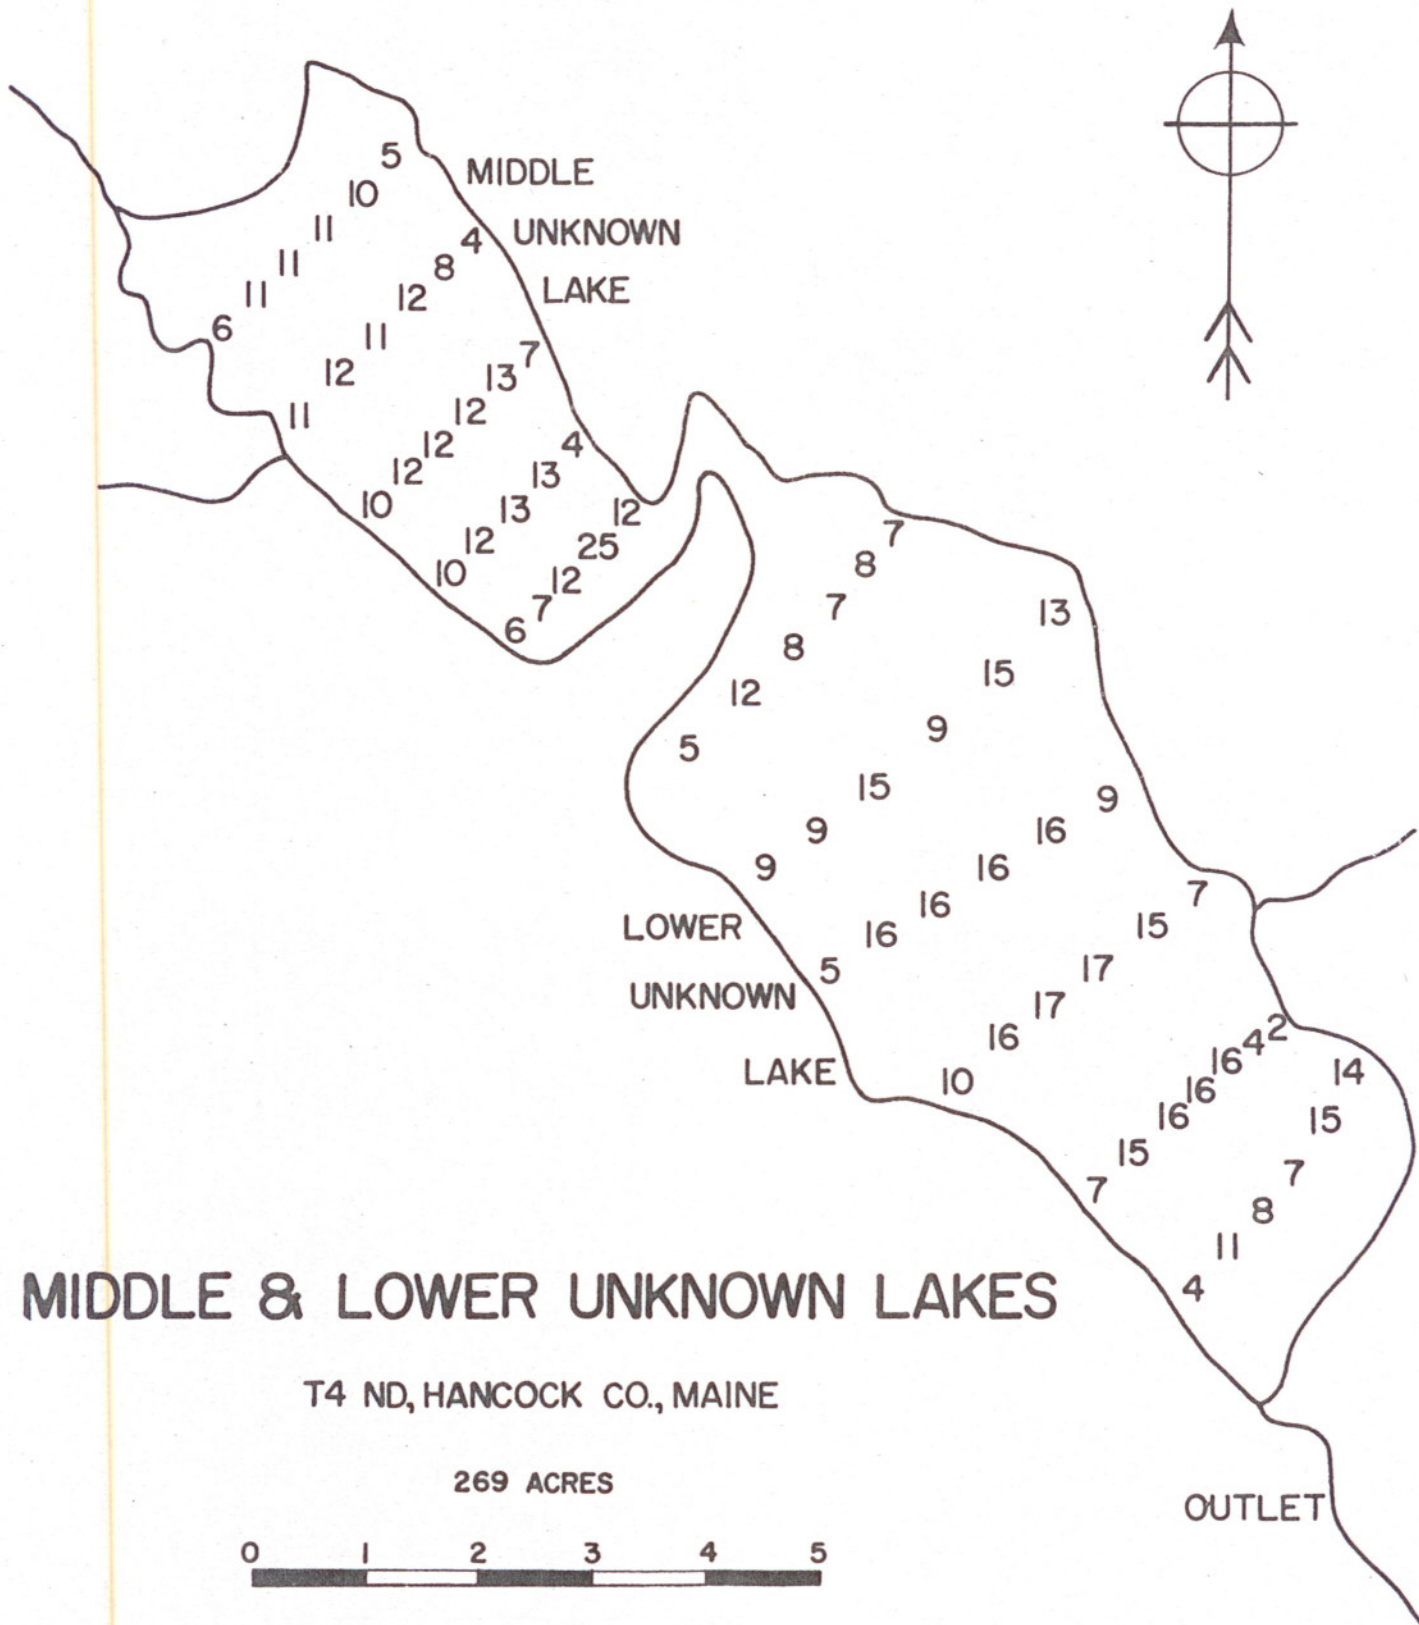 5
10 MIDDLE
11 4 UNKNOWN
11 8
11 12 LAKE
6 11
12 7
11 13
12
12 4
12 13
10 13 12
12 25
10 12
7
6
7
8
7 13
8
12 15
5 9
15
9 9
9 16
16
16 7
LOWER 16 15
5 17
UNKNOWN 17
16 4 2
LAKE 10 16 14
16
16 15
15
7 7
8
11
4
MIDDLE & LOWER UNKNOWN LAKES
T4 ND, HANCOCK CO., MAINE
269 ACRES
OUTLET
0 1 2 3 4 5